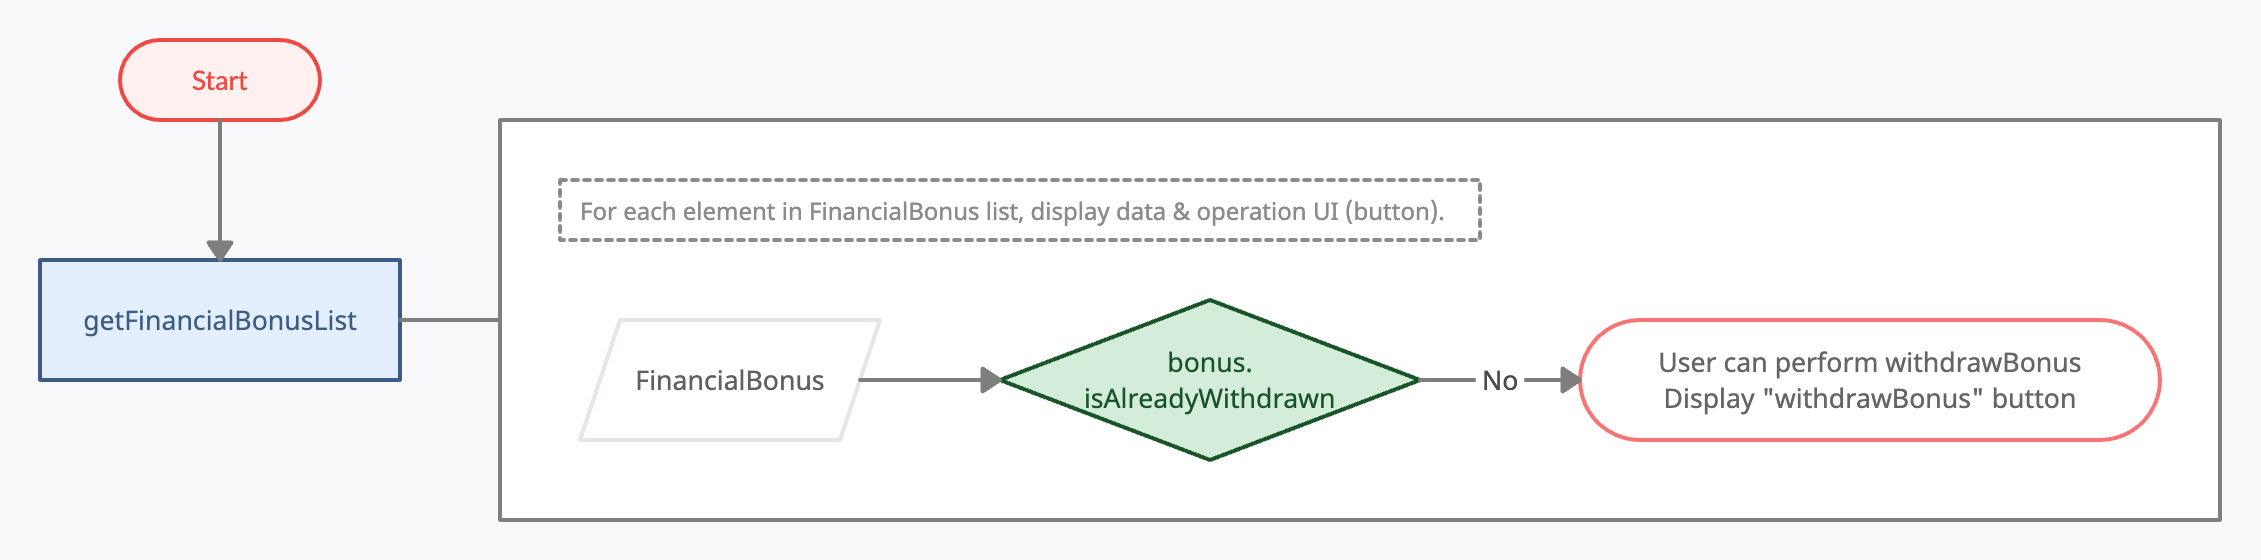 Start
getFinancialBonusList
For each element in FinancialBonus list, display data & operation UI (button).
FinancialBonus
bonus.
isAlreadyWithdrawn
No
User can perform withdrawBonus
Display "withdrawBonus" button